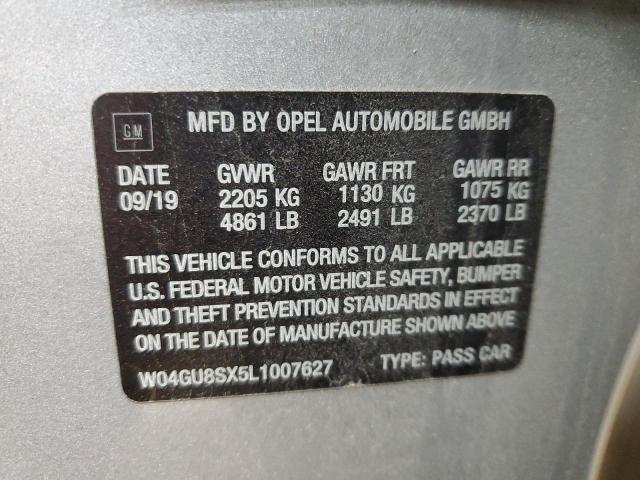 GM MFD BY OPEL AUTOMOBILE GMBH
DATE GVWR GAWR FRT GAWR RR
09/19 2205 KG 1130 KG 1075 KG
4861 LB 2491 LB 2370 LB
THIS VEHICLE CONFORMS TO ALL APPLICABLE
U.S. FEDERAL MOTOR VEHICLE SAFETY, BUMPER
AND THEFT PREVENTION STANDARDS IN EFFECT
ON THE DATE OF MANUFACTURE SHOWN ABOVE
W04GU8SX5L1007627 TYPE: PASS CAR